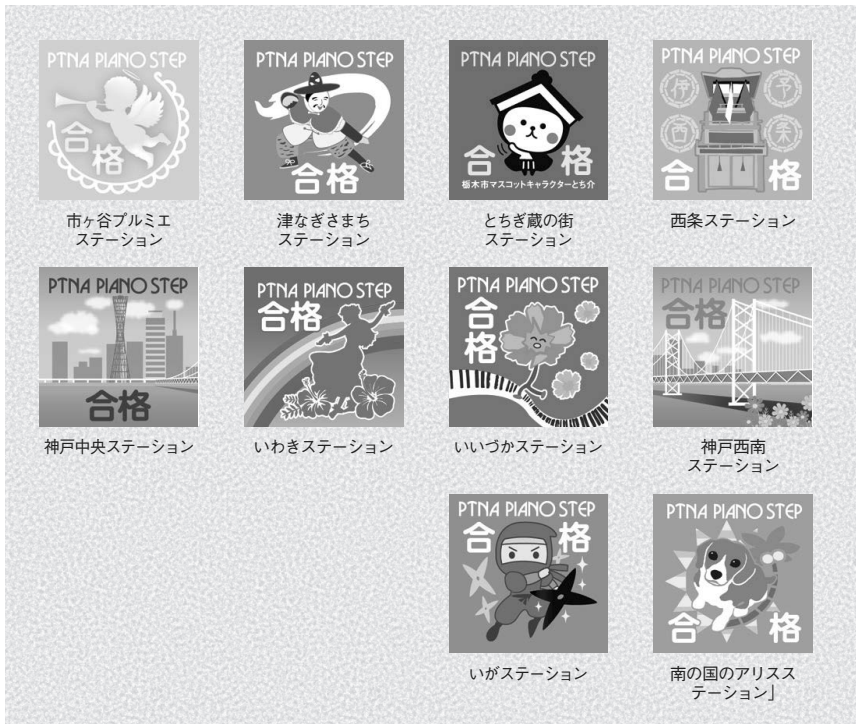 PTNA PIANO STEP
合格
市ヶ谷プルミエ
ステーション
PTNA PIANO STEP
合格
津なぎさまち
ステーション
PTNA PIANO STEP
合 格
栃木市マスコットキャラクターとち介
とちぎ蔵の街
ステーション
PTNA PIANO STEP
伊 予
西 条
合 格
西条ステーション
PTNA PIANO STEP
合格
神戸中央ステーション
PTNA PIANO STEP
合格
いわきステーション
PTNA PIANO STEP
合格
いいづかステーション
PTNA PIANO STEP
合格
神戸西南
ステーション
PTNA PIANO STEP
合 格
いがステーション
PTNA PIANO STEP
合 格
南の国のアリスス
テーション」